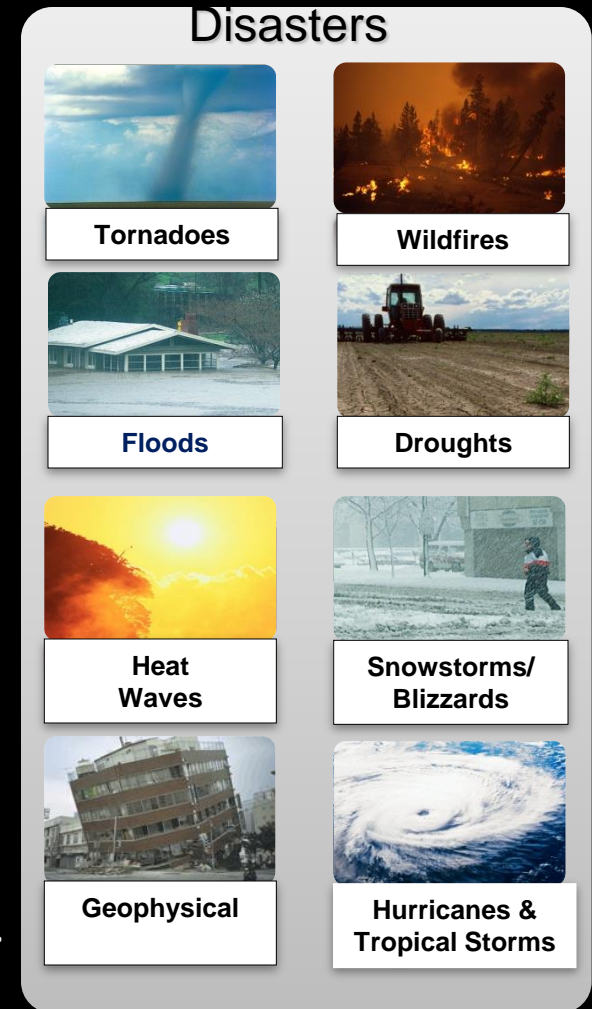 Disasters
Tornadoes
Wildfires
Floods
Droughts
Heat
Waves
Snowstorms/
Blizzards
Geophysical
Hurricanes &
Tropical Storms